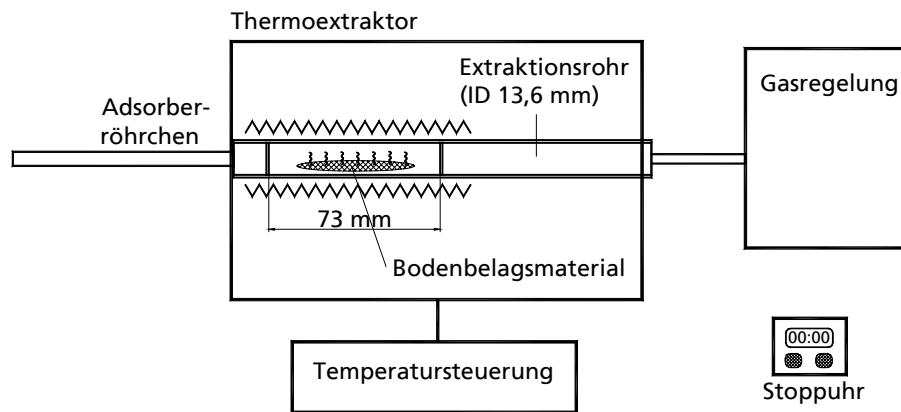 Thermoextraktor
Extraktionsrohr
(ID 13,6 mm)
Gasregelung
Adsorber-
röhrchen
73 mm
Bodenbelagsmaterial
00:00
Temperatursteuerung
Stoppuhr